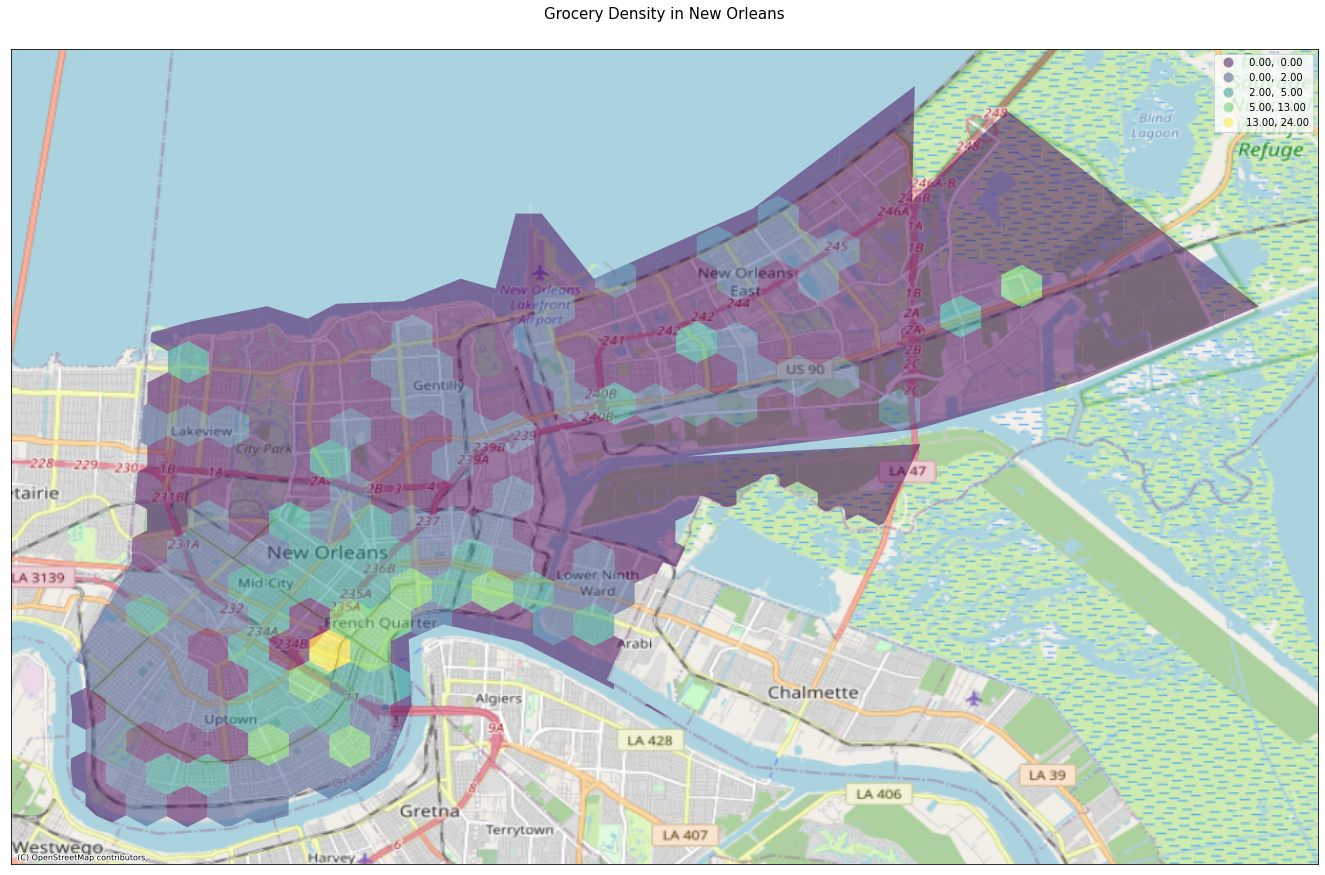 Grocery Density in New Orleans
0.00, 0.00
0.00, 2.00
2.00, 5.00
5.00, 13.00
13.00, 24.00
248
248
Blind
Lagoon
Refuge
246A-B
246B
246A
1A
1B
245
New Orleans
East
244
New Orleans
Lakefront
Airport
1B
2A
(2A)
2B
2C
2C
242
242
241
US 90
Gentilly
240B
240B
239
239B
239A
Lakeview
City Park
228
229
230
1B
1A
2A
2B
3
4
LA 47
etairie
231B
237
231A
New Orleans
236B
LA 3139
Mid-City
Lower Ninth
Ward
235A
235A
232
French Quarter
234A
234B
Arabi
11
Algiers
Chalmette
Uptown
9A
LA 428
LA 39
8
LA 406
Gretna
Terrytown
LA 407
6
Westwego
Harvey
(C) OpenStreetMap contributors